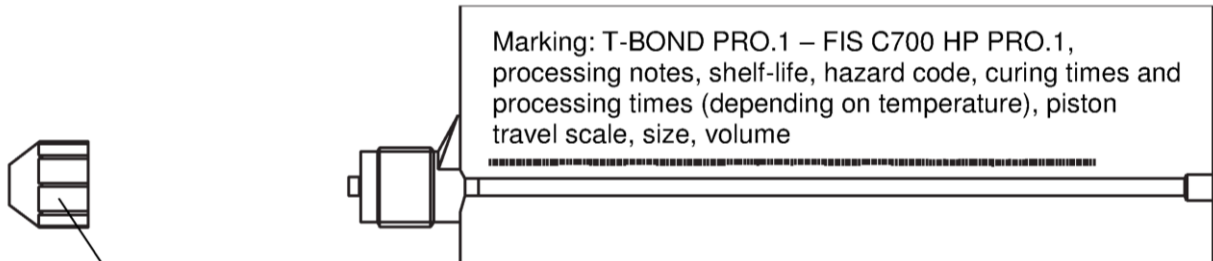 Marking: T-BOND PRO.1 – FIS C700 HP PRO.1,
processing notes, shelf-life, hazard code, curing times and
processing times (depending on temperature), piston
travel scale, size, volume